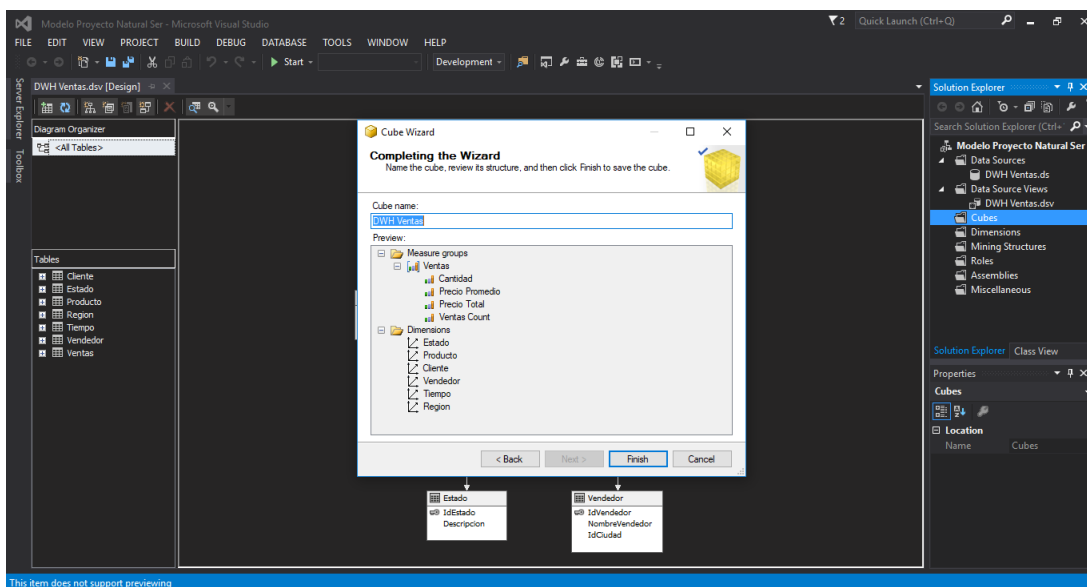 Modelo Proyecto Natural Ser - Microsoft Visual Studio
2
Quick Launch (Ctrl+Q)
FILE EDIT VIEW PROJECT BUILD DEBUG DATABASE TOOLS WINDOW HELP
Start
Development
Server Explorer
Toolbox
DWH Ventas.dsv [Design]
Diagram Organizer
<All Tables>
Tables
Cliente
Estado
Producto
Region
Tiempo
Vendedor
Ventas
Cube Wizard
Completing the Wizard
Name the cube, review its structure, and then click Finish to save the cube.
Cube name:
DWH Ventas
Preview:
Measure groups
Ventas
Cantidad
Precio Promedio
Precio Total
Ventas Count
Dimensions
Estado
Producto
Cliente
Vendedor
Tiempo
Region
< Back Next > Finish Cancel
Estado
IdEstado
Descripcion
Vendedor
IdVendedor
NombreVendedor
IdCiudad
Solution Explorer
Search Solution Explorer (Ctrl+
Modelo Proyecto Natural Ser
Data Sources
DWH Ventas.ds
Data Source Views
DWH Ventas.dsv
Cubes
Dimensions
Mining Structures
Roles
Assemblies
Miscellaneous
Solution Explorer Class View
Properties
Cubes
Location
Name Cubes
This item does not support previewing